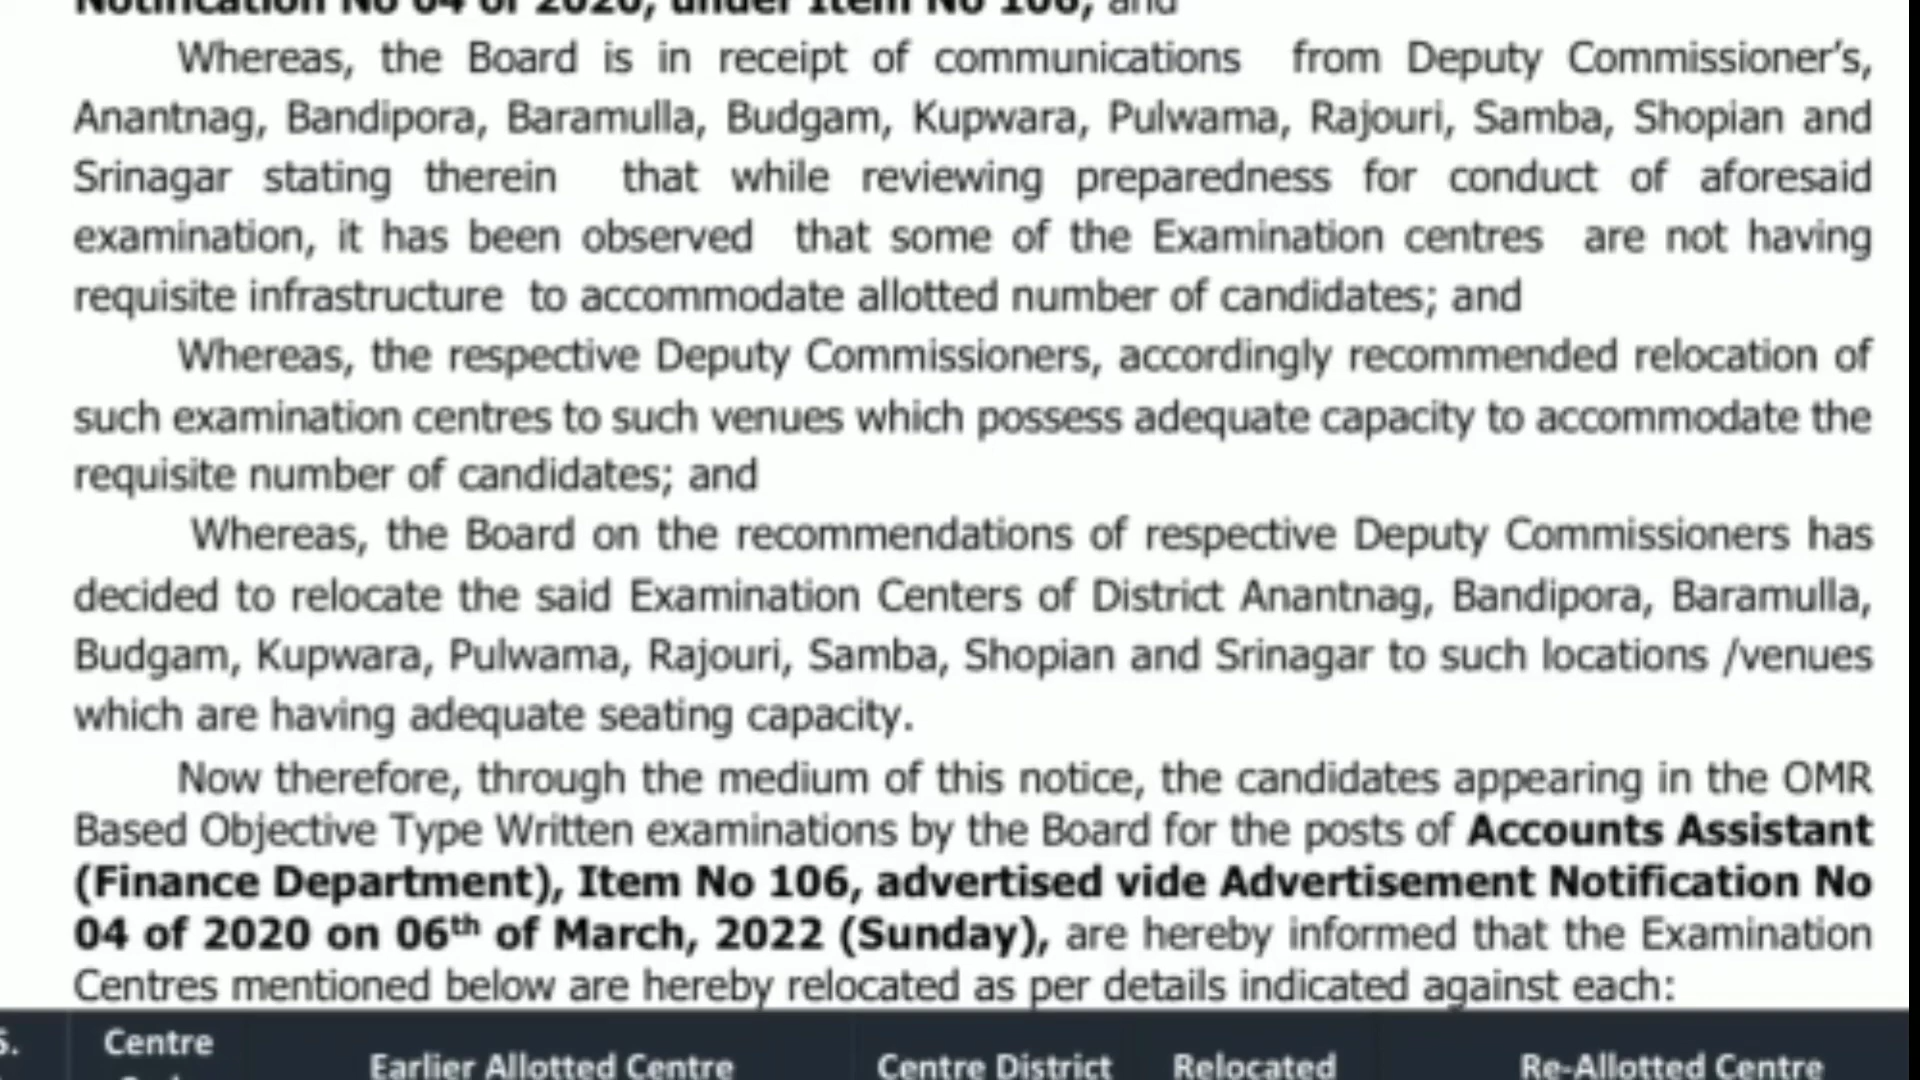 Notification No 04 of 2020, under Item No 106, and
Whereas, the Board is in receipt of communications from Deputy Commissioner's,
Anantnag, Bandipora, Baramulla, Budgam, Kupwara, Pulwama, Rajouri, Samba, Shopian and
Srinagar stating therein that while reviewing preparedness for conduct of aforesaid
examination, it has been observed that some of the Examination centres are not having
requisite infrastructure to accommodate allotted number of candidates; and
Whereas, the respective Deputy Commissioners, accordingly recommended relocation of
such examination centres to such venues which possess adequate capacity to accommodate the
requisite number of candidates; and
Whereas, the Board on the recommendations of respective Deputy Commissioners has
decided to relocate the said Examination Centers of District Anantnag, Bandipora, Baramulla,
Budgam, Kupwara, Pulwama, Rajouri, Samba, Shopian and Srinagar to such locations /venues
which are having adequate seating capacity.
Now therefore, through the medium of this notice, the candidates appearing in the OMR
Based Objective Type Written examinations by the Board for the posts of Accounts Assistant
(Finance Department), Item No 106, advertised vide Advertisement Notification No
04 of 2020 on 06th of March, 2022 (Sunday), are hereby informed that the Examination
Centres mentioned below are hereby relocated as per details indicated against each:
S. Centre Earlier Allotted Centre Centre District Relocated Re-Allotted Centre